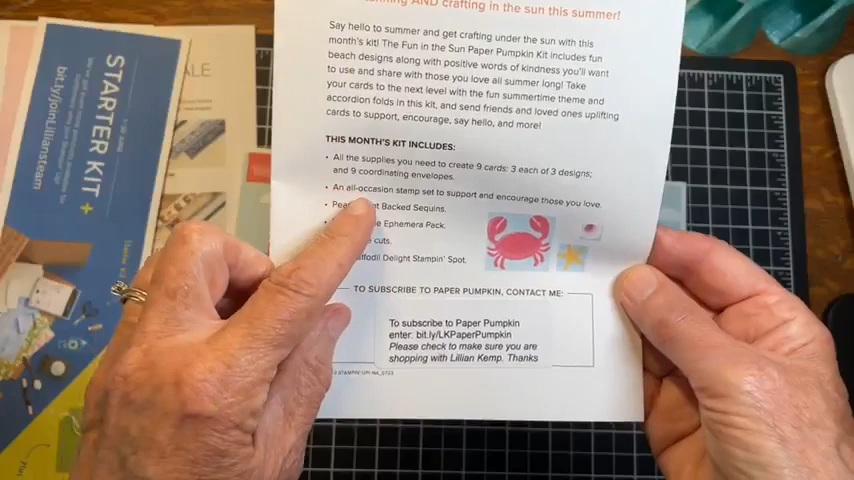 AND crafting in the sun this summer!
Say hello to summer and get crafting under the sun with this
month's kit! The Fun in the Sun Paper Pumpkin Kit includes fun
beach designs along with positive words of kindness you'll want
to use and share with those you love all summer long! Take
your cards to the next level with the fun summertime theme and
accordion folds in this kit, and send friends and loved ones uplifting
cards to support, encourage, say hello, and more!
THIS MONTH'S KIT INCLUDES:
• All the supplies you need to create 9 cards: 3 each of 3 designs;
and 9 coordinating envelopes.
• An all-occasion stamp set to support and encourage those you love.
Backed Sequins.
Ephemera Pack.
cuts.
Delight Stampin' Spot.
TO SUBSCRIBE TO PAPER PUMPKIN, CONTACT ME:
To subscribe to Paper Pumpkin
enter: bit.ly/LKPaperPumpkin
Please check to make sure you are
shopping with Lillian Kemp. Thanks
STARTER KIT +
bit.ly/joinLilliansteam